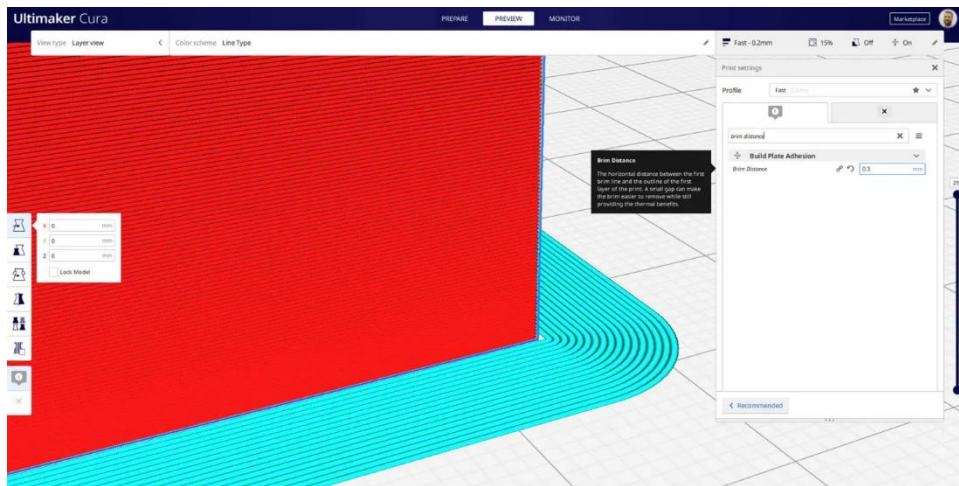 Ultimaker Cura
PREPARE PREVIEW MONITOR
Marketplace
View type Layer view
Color scheme Line Type
Fast - 0.2mm 15% Off On
Print settings
Profile Fast
brim distance
Build Plate Adhesion
Brim Distance 0.3 mm
Brim Distance
The horizontal distance between the first
brim line and the outline of the first
layer of the print. A small gap can make
the brim easier to remove while still
providing the thermal benefits.
X 0 mm
Y 0 mm
Z 0 mm
Lock Model
Recommended